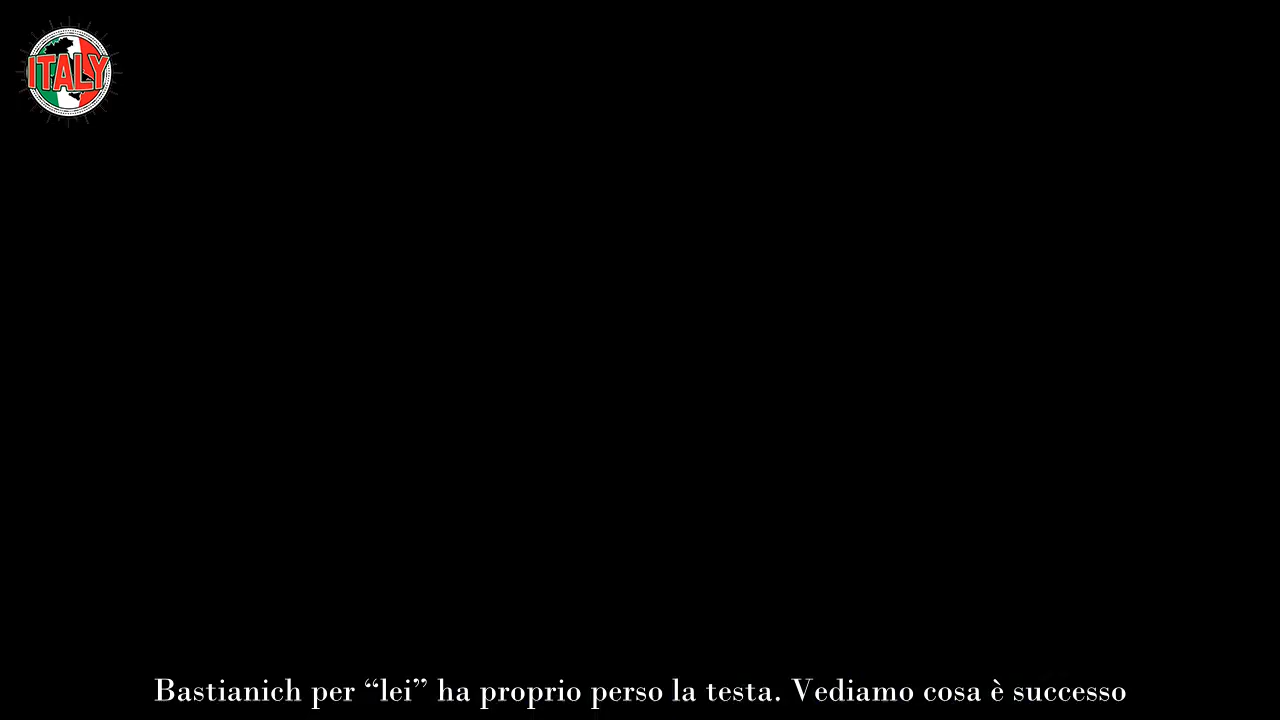 ITALY
Bastianich per “lei” ha proprio perso la testa. Vediamo cosa è successo